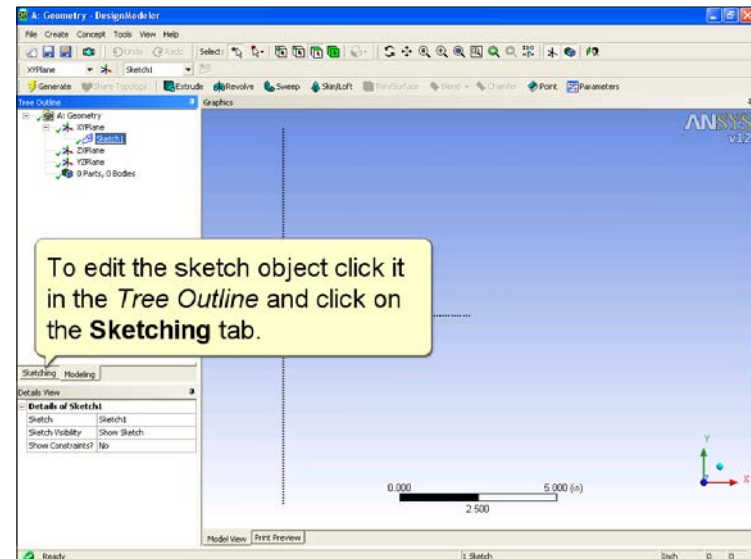 A: Geometry - DesignModeler
File Create Concept Tools View Help
Undo Redo Select:
XYPlane Sketch1
Generate Share Topology Extrude Revolve Sweep Skin/Loft Thin/Surface Blend Chamfer Point Parameters
Tree Outline
Graphics
A: Geometry
XYPlane
Sketch1
ZXPlane
YZPlane
0 Parts, 0 Bodies
ANSYS
v12
To edit the sketch object click it
in the Tree Outline and click on
the Sketching tab.
Sketching Modeling
Details View
Details of Sketch1
Sketch Sketch1
Sketch Visibility Show Sketch
Show Constraints? No
0.000 5.000 (in)
2.500
Y
X
Model View Print Preview
Ready 1 Sketch Inch 0 0